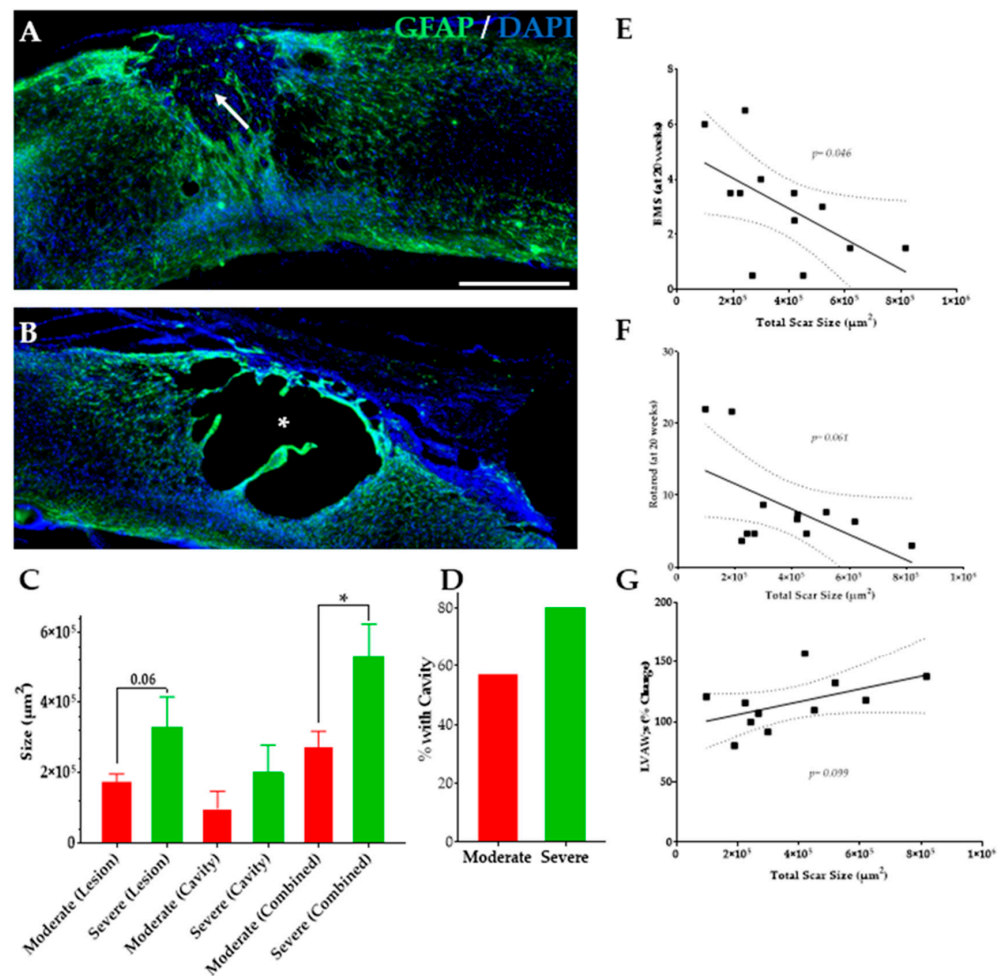 A
GFAP / DAPI
B
*
C
Size (µm²)
6×10⁵
4×10⁵
2×10⁵
0
0.06
*
Moderate (Lesion)
Severe (Lesion)
Moderate (Cavity)
Severe (Cavity)
Moderate (Combined)
Severe (Combined)
D
% with Cavity
80
60
40
20
0
Moderate
Severe
E
BMS (at 20 weeks)
8
6
4
2
0
p= 0.046
0
2×10⁵
4×10⁵
6×10⁵
8×10⁵
1×10⁶
Total Scar Size (µm²)
F
Rotarod (at 20 weeks)
30
20
10
0
p= 0.061
0
2×10⁵
4×10⁵
6×10⁵
8×10⁵
1×10⁶
Total Scar Size (µm²)
G
(% Change)
200
150
100
50
0
p= 0.099
0
2×10⁵
4×10⁵
6×10⁵
8×10⁵
1×10⁶
Total Scar Size (µm²)